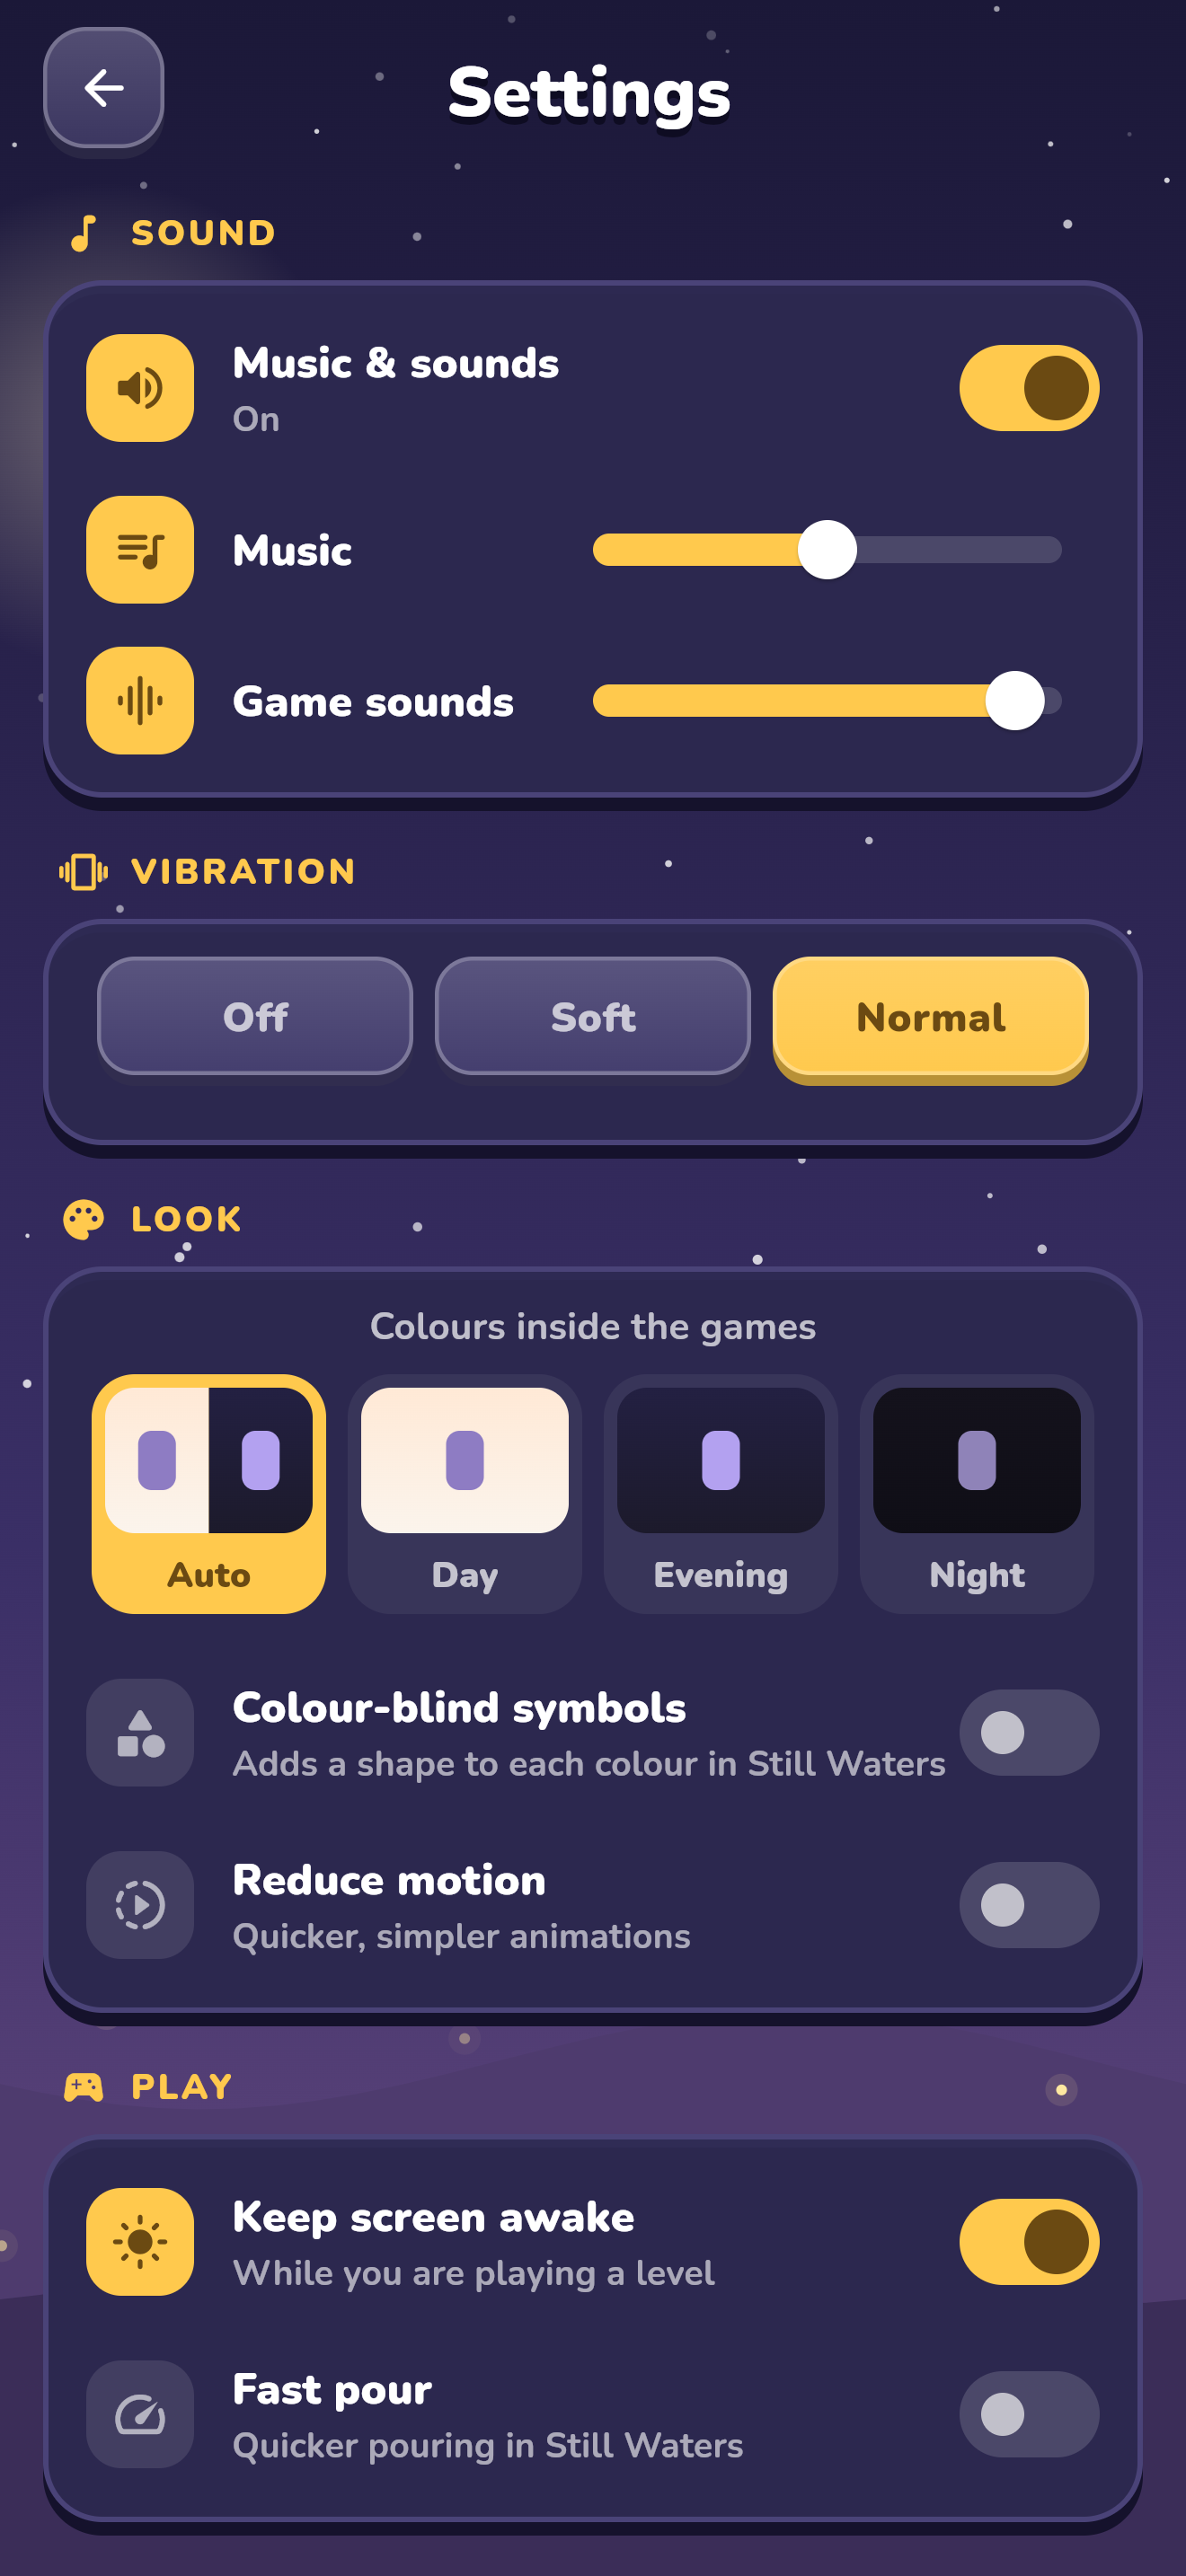 Settings
SOUND
Music & sounds
On
Music
Game sounds
VIBRATION
Off
Soft
Normal
LOOK
Colours inside the games
Auto
Day
Evening
Night
Colour-blind symbols
Adds a shape to each colour in Still Waters
Reduce motion
Quicker, simpler animations
PLAY
Keep screen awake
While you are playing a level
Fast pour
Quicker pouring in Still Waters